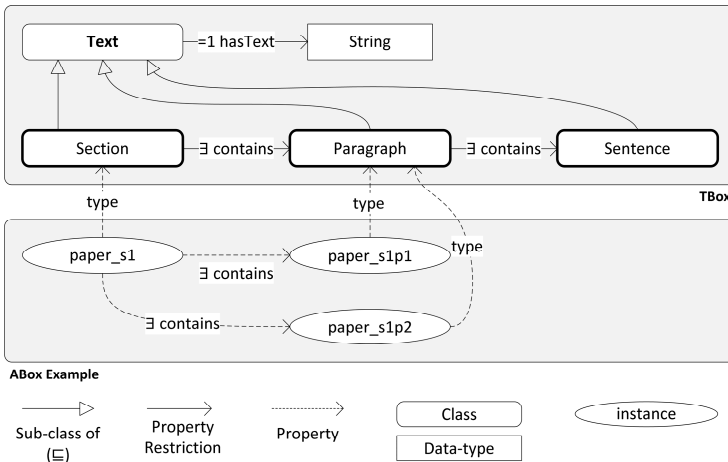 Text
=1 hasText
String
Section
∃ contains
Paragraph
∃ contains
Sentence
TBox
type
type
type
paper_s1
∃ contains
paper_s1p1
∃ contains
paper_s1p2
ABox Example
Sub-class of
(⊑)
Property
Restriction
Property
Class
Data-type
instance